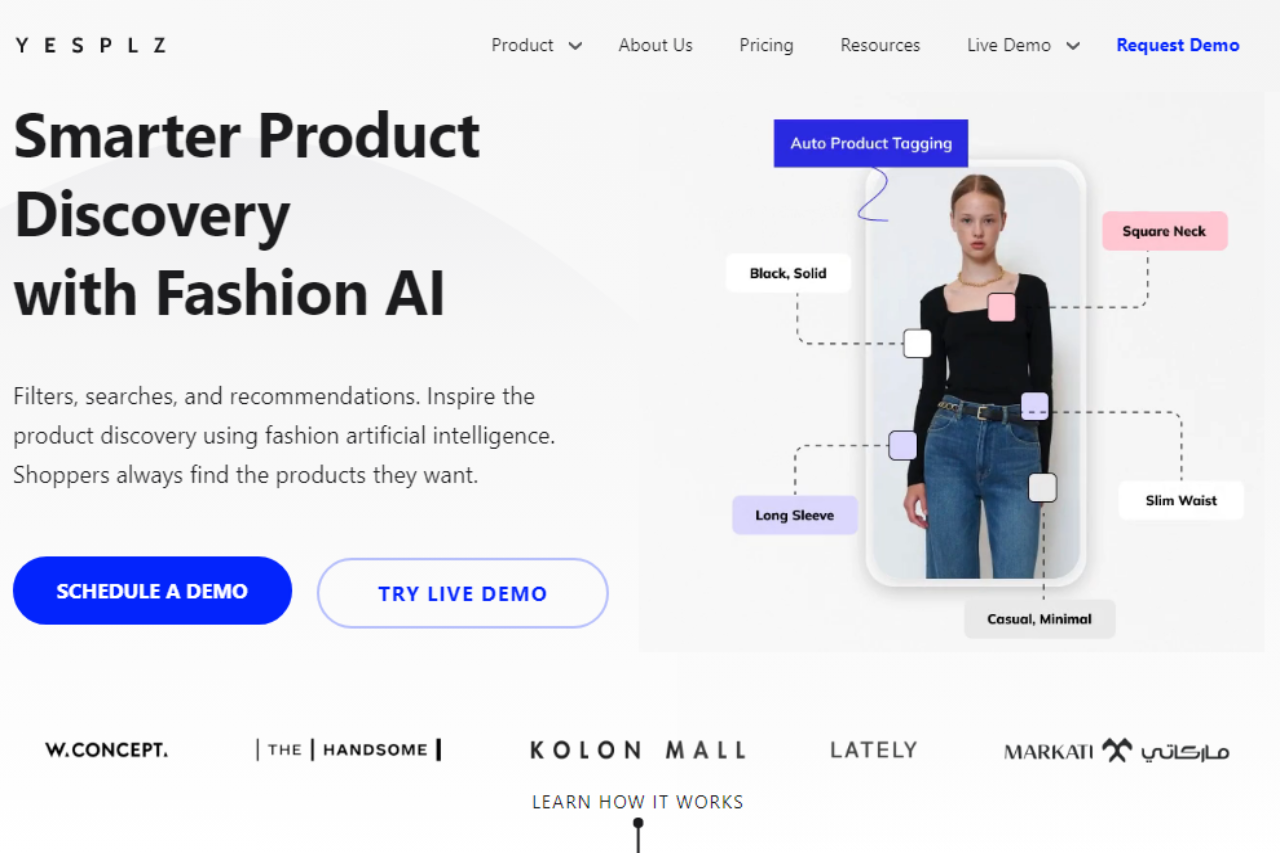 YESPLZ
Product
About Us
Pricing
Resources
Live Demo
Request Demo
Smarter Product
Discovery
with Fashion AI
Filters, searches, and recommendations. Inspire the
product discovery using fashion artificial intelligence.
Shoppers always find the products they want.
SCHEDULE A DEMO
TRY LIVE DEMO
Auto Product Tagging
Square Neck
Black, Solid
Long Sleeve
Slim Waist
Casual, Minimal
W.CONCEPT.
THE HANDSOME
KOLON MALL
LATELY
MARKATI ماركاتي
LEARN HOW IT WORKS